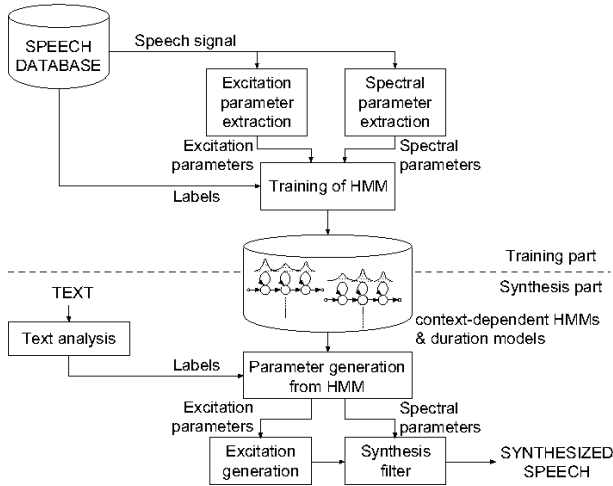 SPEECH
DATABASE
Speech signal
Excitation
parameter
extraction
Spectral
parameter
extraction
Excitation
parameters
Spectral
parameters
Labels
Training of HMM
Training part
Synthesis part
context-dependent HMMs
& duration models
TEXT
Text analysis
Labels
Parameter generation
from HMM
Excitation
parameters
Spectral
parameters
Excitation
generation
Synthesis
filter
SYNTHESIZED
SPEECH